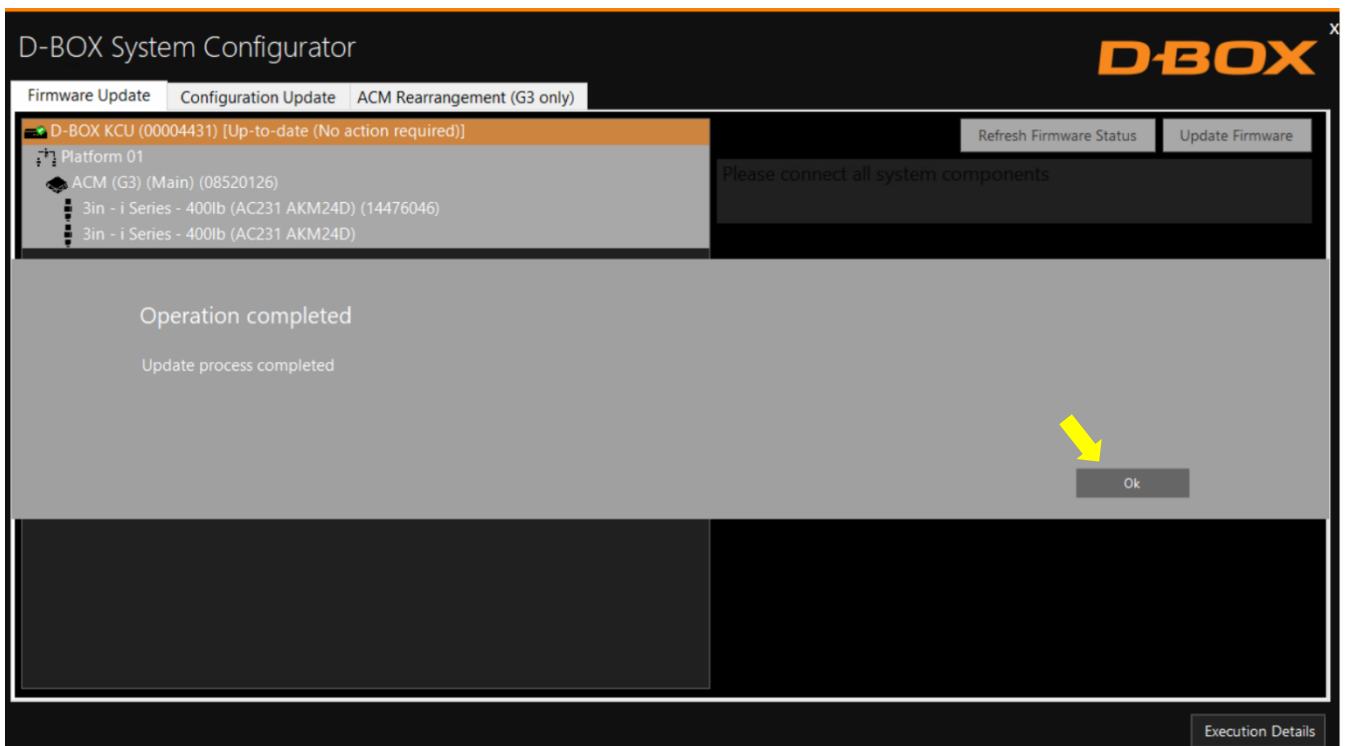 D-BOX System Configurator
X
D-BOX
Firmware Update
Configuration Update
ACM Rearrangement (G3 only)
D-BOX KCU (00004431) [Up-to-date (No action required)]
Platform 01
ACM (G3) (Main) (08520126)
3in - i Series - 400lb (AC231 AKM24D) (14476046)
3in - i Series - 400lb (AC231 AKM24D)
Refresh Firmware Status
Update Firmware
Please connect all system components
Operation completed
Update process completed
Ok
Execution Details